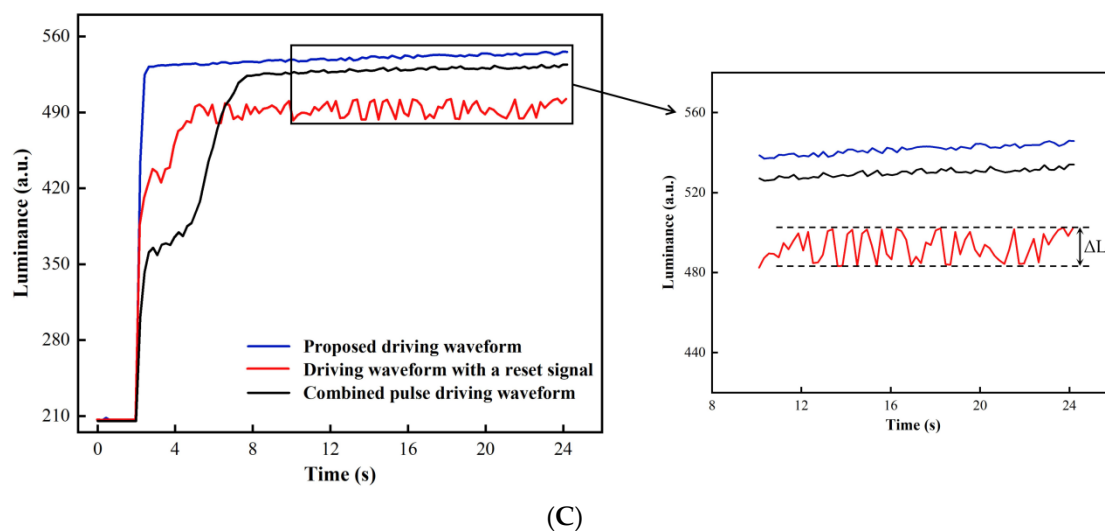 560
490
420
350
280
210
Luminance (a.u.)
Proposed driving waveform
Driving waveform with a reset signal
Combined pulse driving waveform
0 4 8 12 16 20 24
Time (s)
560
520
480
440
Luminance (a.u.)
ΔL
8 12 16 20 24
Time (s)
(C)